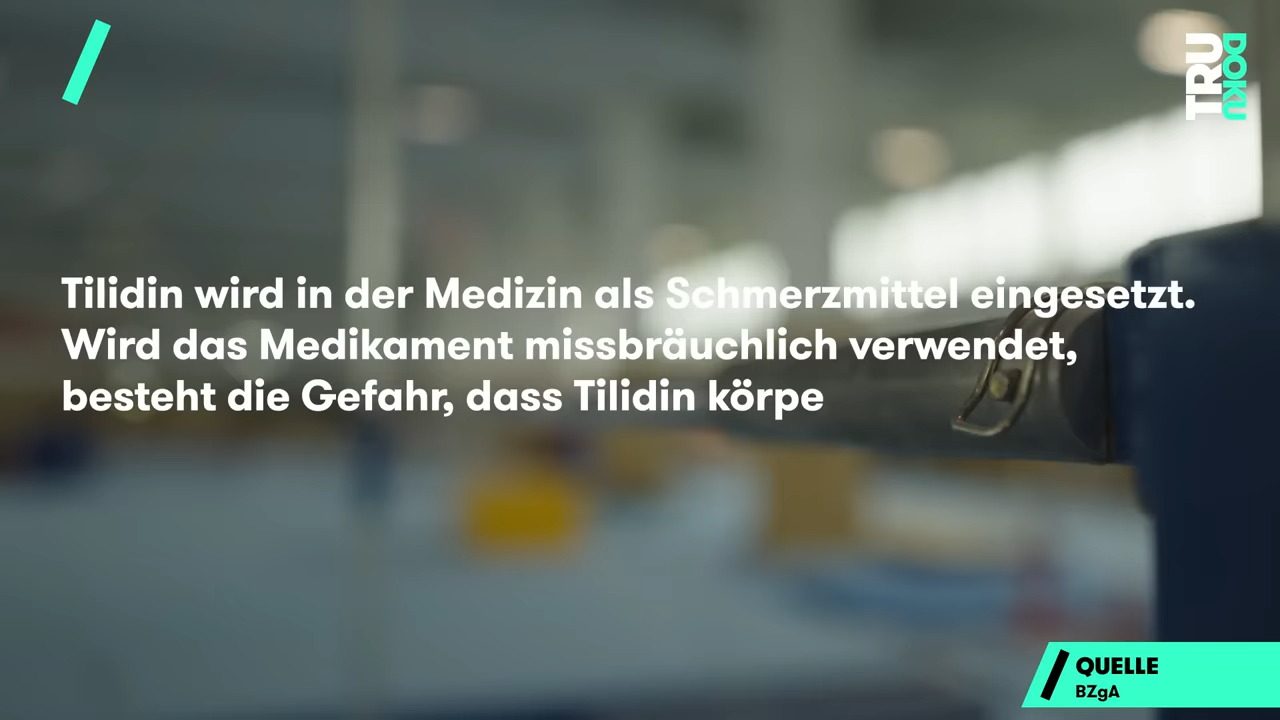 TRU
DOKU
Tilidin wird in der Medizin als Schmerzmittel eingesetzt.
Wird das Medikament missbräuchlich verwendet,
besteht die Gefahr, dass Tilidin körpe
QUELLE
BZgA